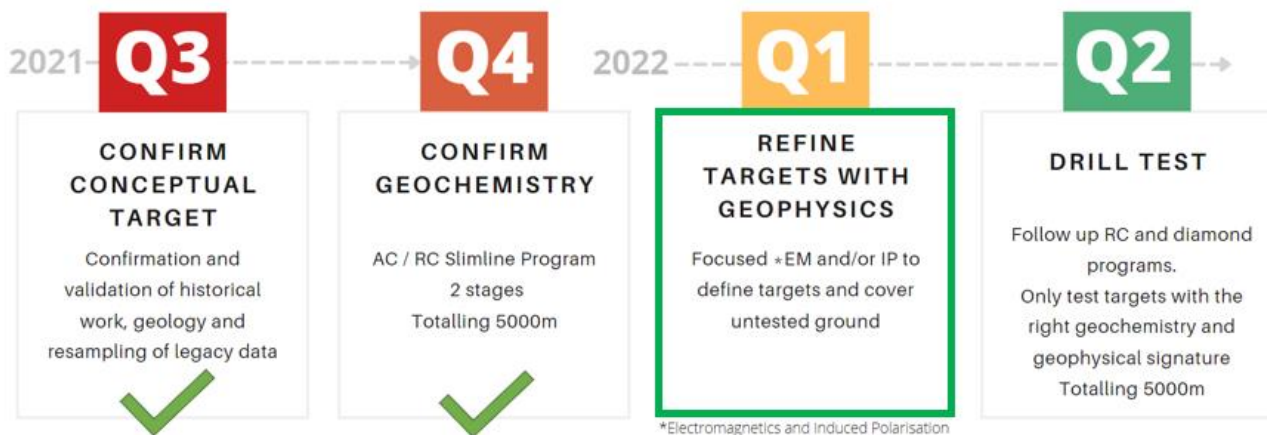 2021
Q3
CONFIRM
CONCEPTUAL
TARGET
Confirmation and
validation of historical
work, geology and
resampling of legacy data
Q4
CONFIRM
GEOCHEMISTRY
AC / RC Slimline Program
2 stages
Totalling 5000m
2022
Q1
REFINE
TARGETS WITH
GEOPHYSICS
Focused *EM and/or IP to
define targets and cover
untested ground
*Electromagnetics and Induced Polarisation
Q2
DRILL TEST
Follow up RC and diamond
programs.
Only test targets with the
right geochemistry and
geophysical signature
Totalling 5000m